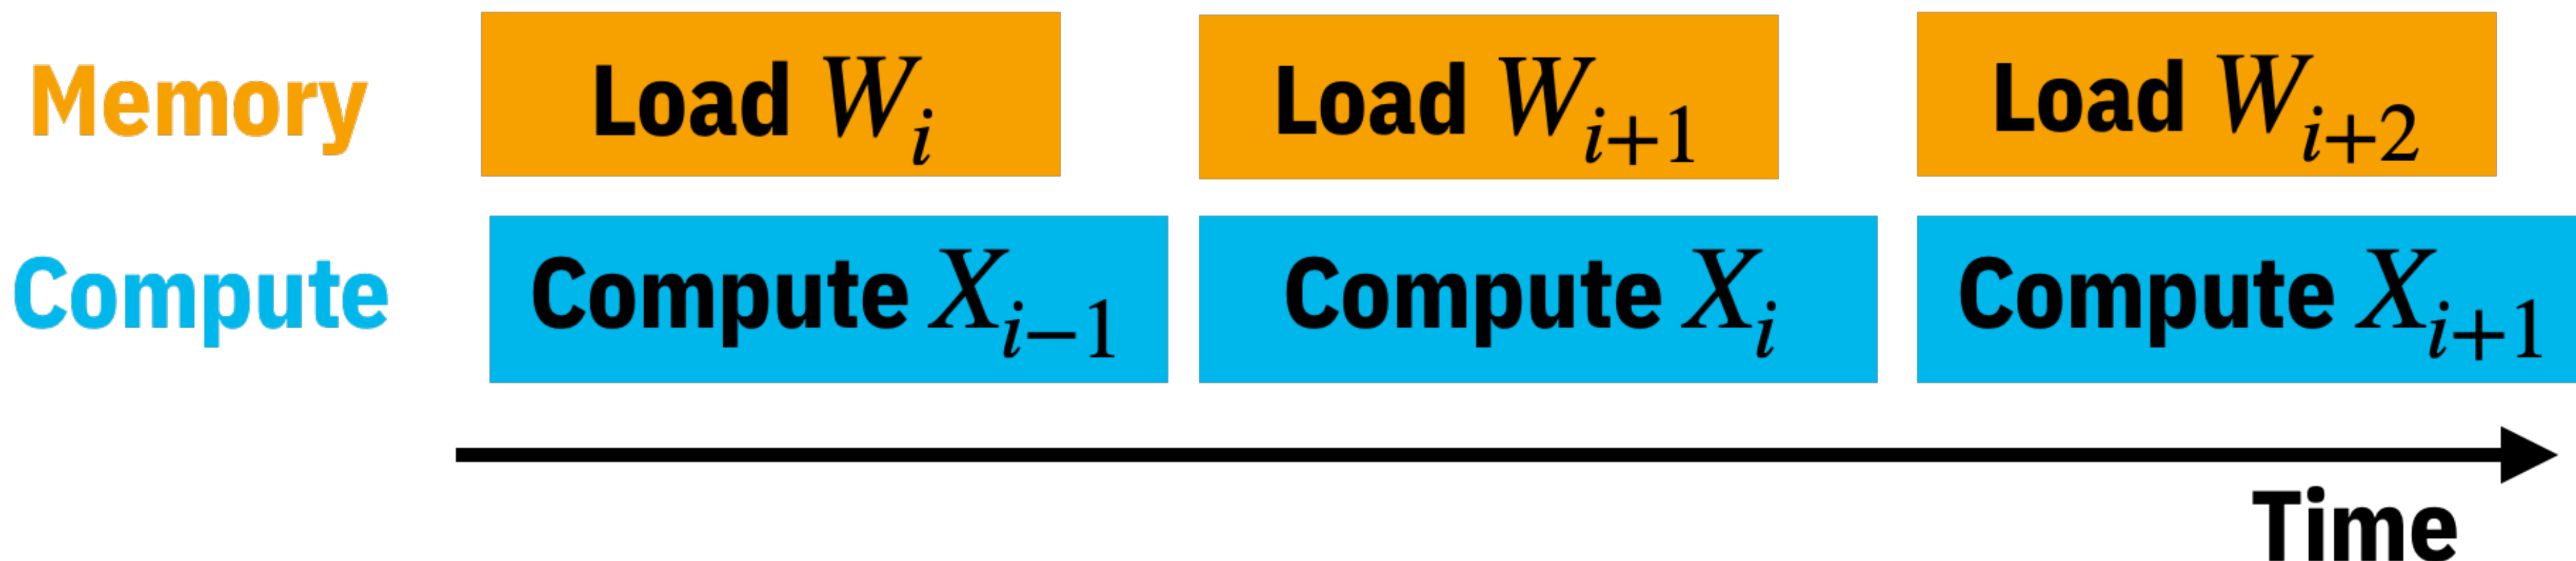 Memory Load W_i Load W_{i+1} Load W_{i+2}
Compute Compute X_{i-1} Compute X_i Compute X_{i+1}
Time